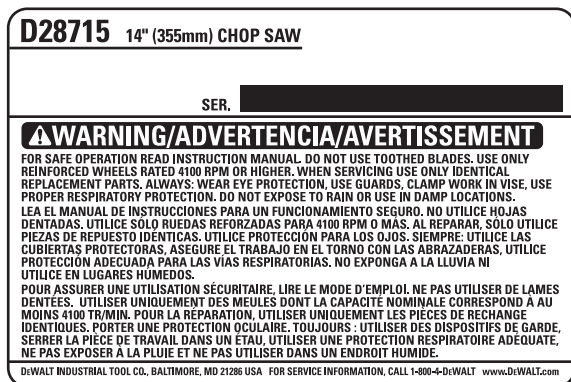 D28715 14" (355mm) CHOP SAW
SER.
WARNING/ADVERTENCIA/AVERTISSEMENT
FOR SAFE OPERATION READ INSTRUCTION MANUAL. DO NOT USE TOOTHED BLADES. USE ONLY
REINFORCED WHEELS RATED 4100 RPM OR HIGHER. WHEN SERVICING USE ONLY IDENTICAL
REPLACEMENT PARTS. ALWAYS: WEAR EYE PROTECTION, USE GUARDS, CLAMP WORK IN VISE, USE
PROPER RESPIRATORY PROTECTION. DO NOT EXPOSE TO RAIN OR USE IN DAMP LOCATIONS.
LEA EL MANUAL DE INSTRUCCIONES PARA UN FUNCIONAMIENTO SEGURO. NO UTILICE HOJAS
DENTADAS. UTILICE SÓLO RUEDAS REFORZADAS PARA 4100 RPM O MÁS. AL REPARAR, SÓLO UTILICE
PIEZAS DE REPUESTO IDÉNTICAS. UTILICE PROTECCIÓN PARA LOS OJOS. SIEMPRE: UTILICE LAS
CUBIERTAS PROTECTORAS, ASEGURE EL TRABAJO EN EL TORNO CON LAS ABRAZADERAS, UTILICE
PROTECCIÓN ADECUADA PARA LAS VÍAS RESPIRATORIAS. NO EXPONGA A LA LLUVIA NI
UTILICE EN LUGARES HÚMEDOS.
POUR ASSURER UNE UTILISATION SÉCURITAIRE, LIRE LE MODE D'EMPLOI. NE PAS UTILISER DE LAMES
DENTÉES. UTILISER UNIQUEMENT DES MEULES DONT LA CAPACITÉ NOMINALE CORRESPOND À AU
MOINS 4100 TR/MIN. POUR LA RÉPARATION, UTILISER UNIQUEMENT LES PIÈCES DE RECHANGE
IDENTIQUES. PORTER UNE PROTECTION OCULAIRE. TOUJOURS : UTILISER DES DISPOSITIFS DE GARDE,
SERRER LA PIÈCE DE TRAVAIL DANS UN ÉTAU, UTILISER UNE PROTECTION RESPIRATOIRE ADÉQUATE,
NE PAS EXPOSER À LA PLUIE ET NE PAS UTILISER DANS UN ENDROIT HUMIDE.
DEWALT INDUSTRIAL TOOL CO., BALTIMORE, MD 21286 USA FOR SERVICE INFORMATION, CALL 1-800-4-DEWALT www.DEWALT.com